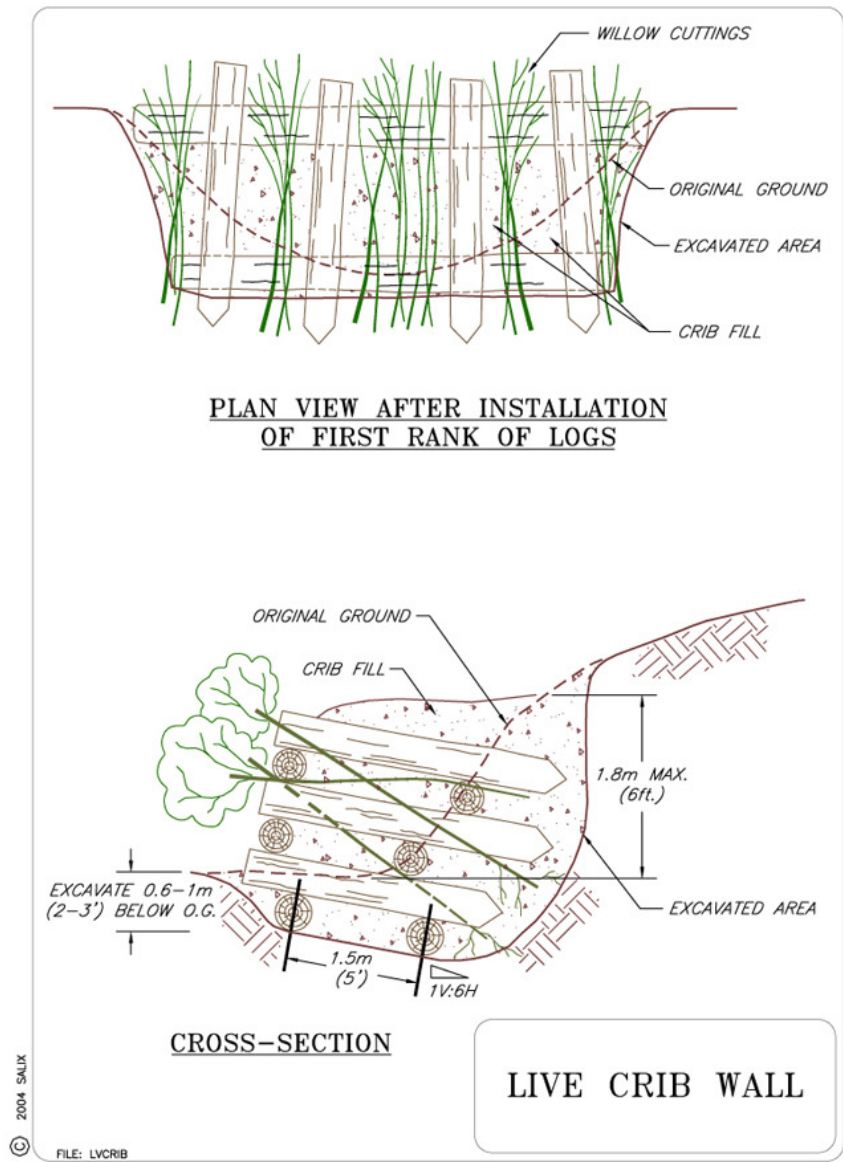 WILLOW CUTTINGS
ORIGINAL GROUND
EXCAVATED AREA
CRIB FILL
PLAN VIEW AFTER INSTALLATION
OF FIRST RANK OF LOGS
ORIGINAL GROUND
CRIB FILL
1.8m MAX.
(6ft.)
EXCAVATE 0.6-1m
(2-3') BELOW O.G.
EXCAVATED AREA
1.5m
(5')
1V:6H
CROSS-SECTION
LIVE CRIB WALL
© 2004 SALIX
FILE: LVCRIB